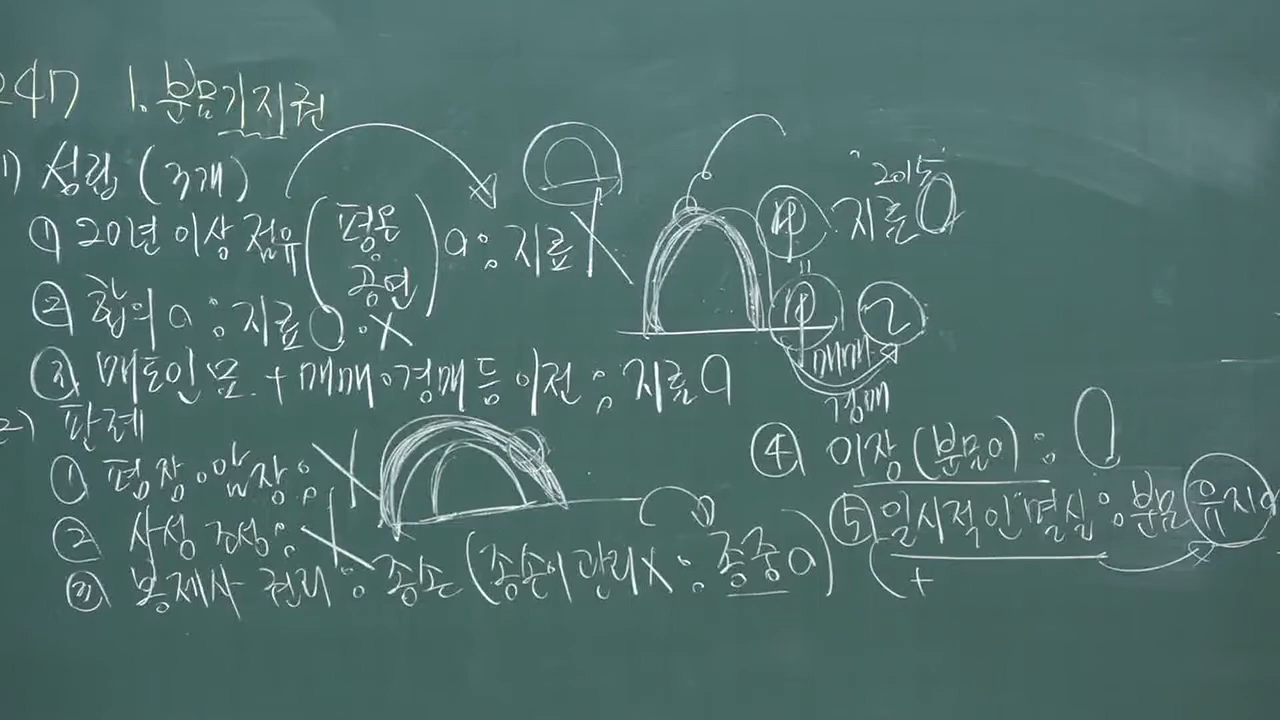 247 1. 분묘기지권
1) 성립 (3개)
① 20년 이상 점유 (평온 공연) O : 지료 X
② 합의 O : 지료 O · X
③ 매토인 묘 + 매매·경매 등 이전 : 지료 O
2) 판례
① 평장·암장 : X
② 사성 조성 : X
③ 봉제사 권리 : 종손 (종손이 관리 X : 종중 O)
甲 지료 O
2015
甲 2
매매
경매
④ 이장 (분묘이) : O
⑤ 일시적인 "멸실 : 분묘 유지 O
( +